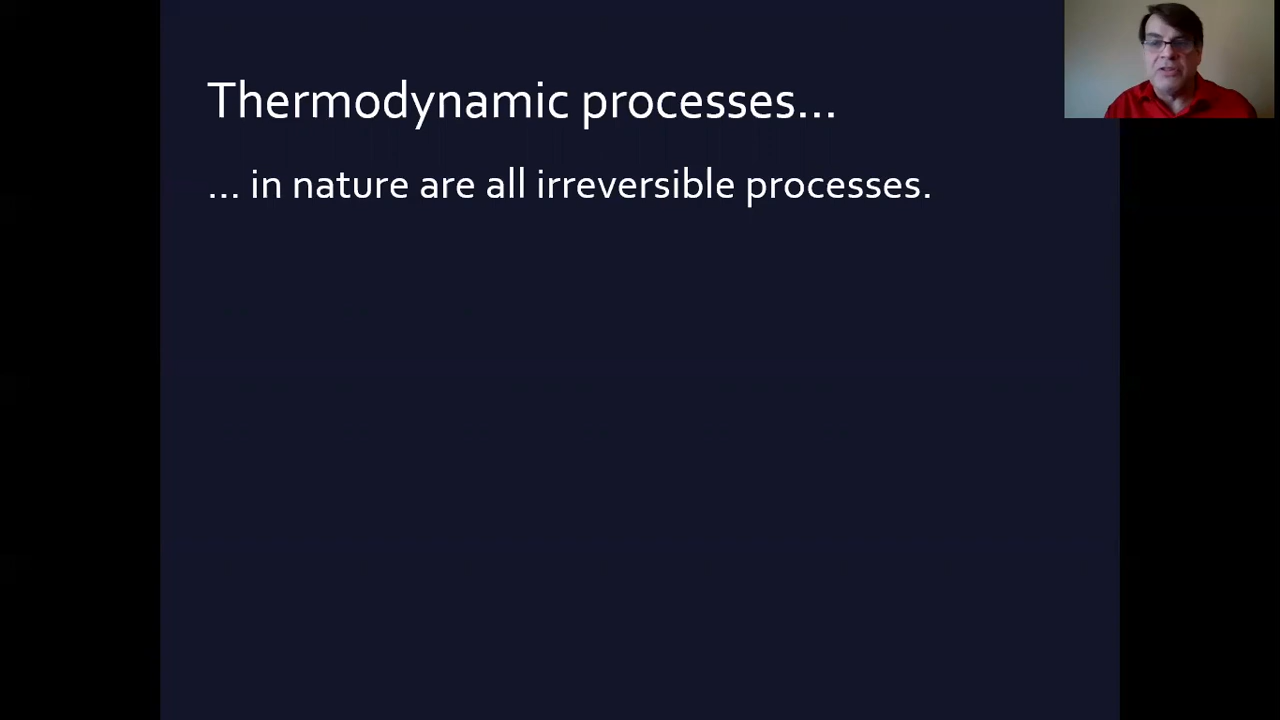 Thermodynamic processes...
... in nature are all irreversible processes.